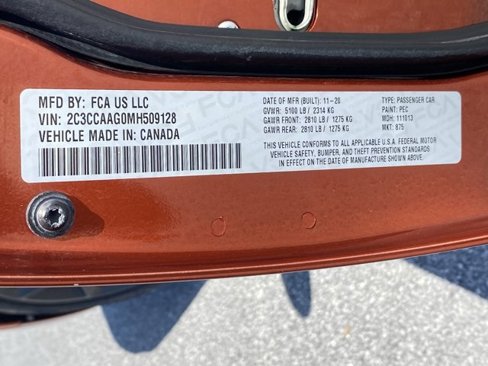 MFD BY: FCA US LLC
VIN: 2C3CCAAG0MH509128
VEHICLE MADE IN: CANADA
DATE OF MFR (BUILT): 11-20
GVWR: 5100 LB / 2314 KG
GAWR FRONT: 2810 LB / 1275 KG
GAWR REAR: 2810 LB / 1275 KG
TYPE: PASSENGER CAR
PAINT: PEC
MDH: 111013
MKT: 875
THIS VEHICLE CONFORMS TO ALL APPLICABLE U.S.A. FEDERAL MOTOR
VEHICLE SAFETY, BUMPER, AND THEFT PREVENTION STANDARDS
IN EFFECT ON THE DATE OF MANUFACTURE SHOWN ABOVE.